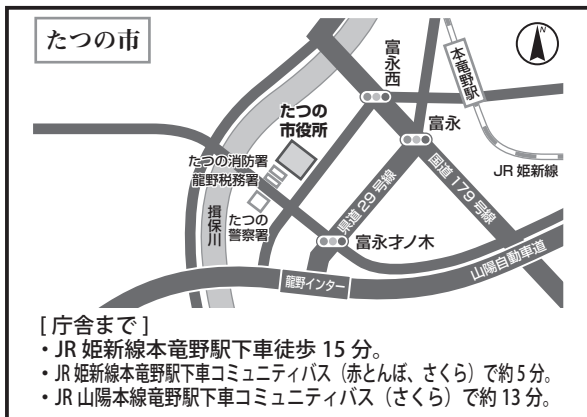 たつの市
N
富永西
本竜野駅
たつの
市役所
富永
たつの消防署
龍野税務署
JR 姫新線
県道29号線
国道179号線
揖保川
たつの
警察署
富永才ノ木
山陽自動車道
龍野インター
[ 庁舎まで ]
・JR 姫新線本竜野駅下車徒歩 15 分。
・JR 姫新線本竜野駅下車コミュニティバス（赤とんぼ、さくら）で約 5 分。
・JR 山陽本線竜野駅下車コミュニティバス（さくら）で約 13 分。